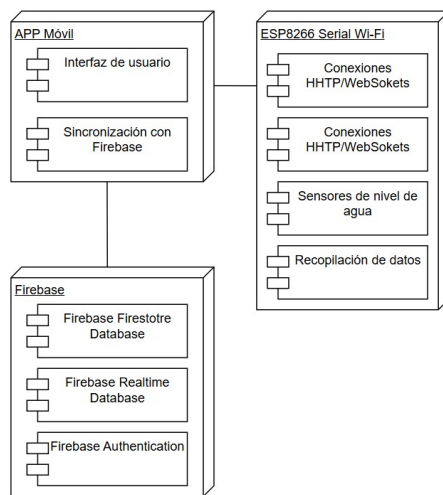 APP Móvil
Interfaz de usuario
Sincronización con
Firebase
ESP8266 Serial Wi-Fi
Conexiones
HHTP/WebSokets
Conexiones
HHTP/WebSokets
Sensores de nivel de
agua
Recopilación de datos
Firebase
Firebase Firestotre
Database
Firebase Realtime
Database
Firebase Authentication